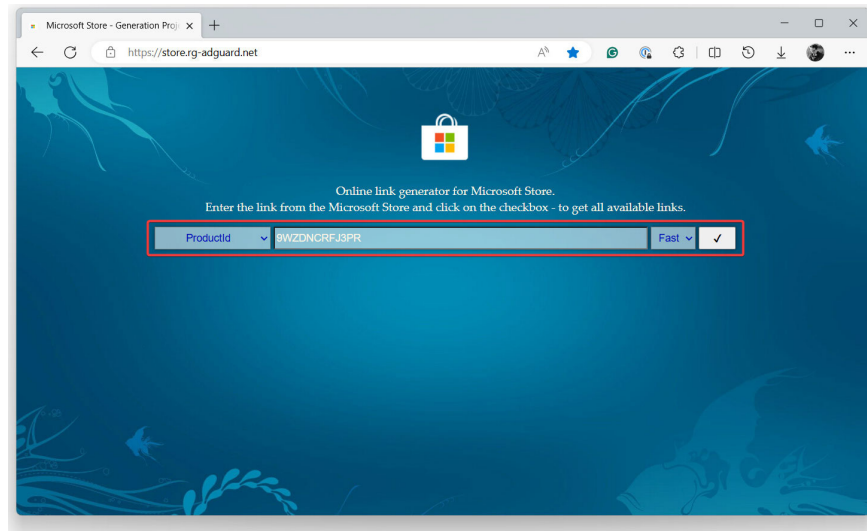 Microsoft Store - Generation Proj
https://store.rg-adguard.net
Online link generator for Microsoft Store.
Enter the link from the Microsoft Store and click on the checkbox - to get all available links.
ProductId 9WZDNCRFJ3PR Fast ✓